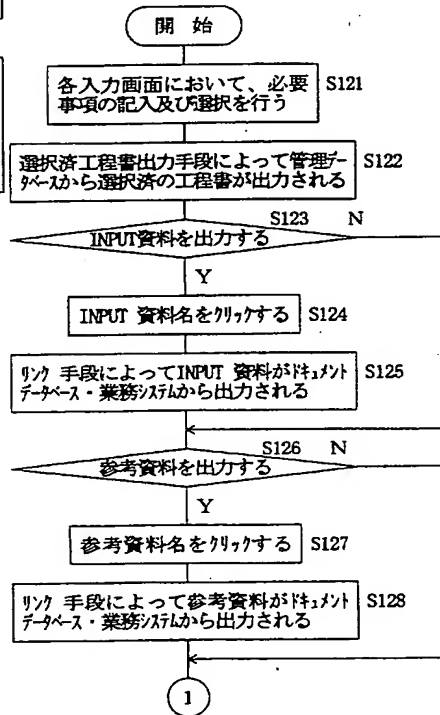 開 始
各入力画面において、必要
事項の記入及び選択を行う
S121
選択済工程書出力手段によって管理デー
タベースから選択済の工程書が出力される
S122
S123 N
INPUT資料を出力する
Y
INPUT 資料名をクリックする S124
リンク 手段によってINPUT 資料がドキュメント
データベース・業務システムから出力される
S125
S126 N
参考資料を出力する
Y
参考資料名をクリックする S127
リンク 手段によって参考資料がドキュメント
データベース・業務システムから出力される
S128
1